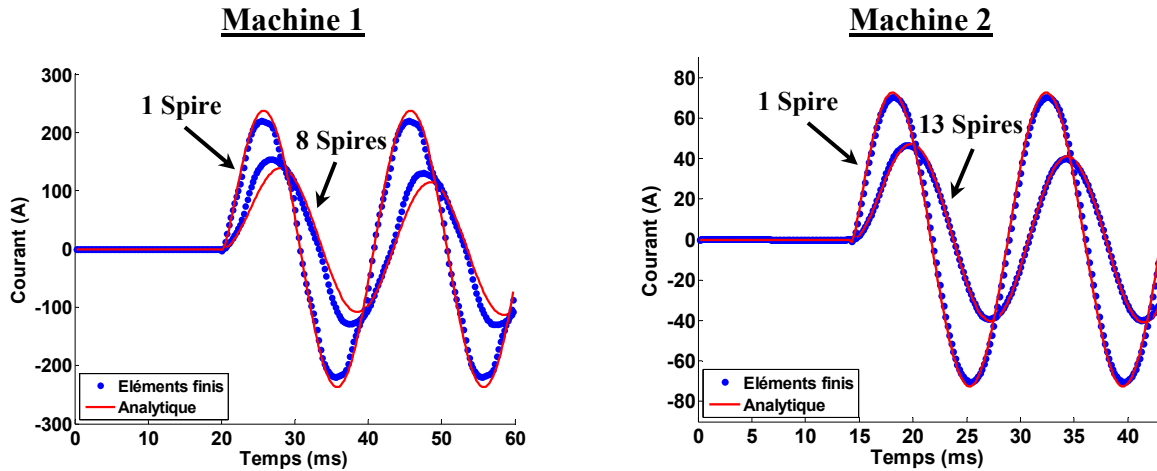 Machine 1
300
200
100
0
-100
-200
-300
Courant (A)
1 Spire
8 Spires
Eléments finis
Analytique
0
10
20
30
40
50
60
Temps (ms)
Machine 2
80
60
40
20
0
-20
-40
-60
-80
Courant (A)
1 Spire
13 Spires
Eléments finis
Analytique
0
5
10
15
20
25
30
35
40
Temps (ms)